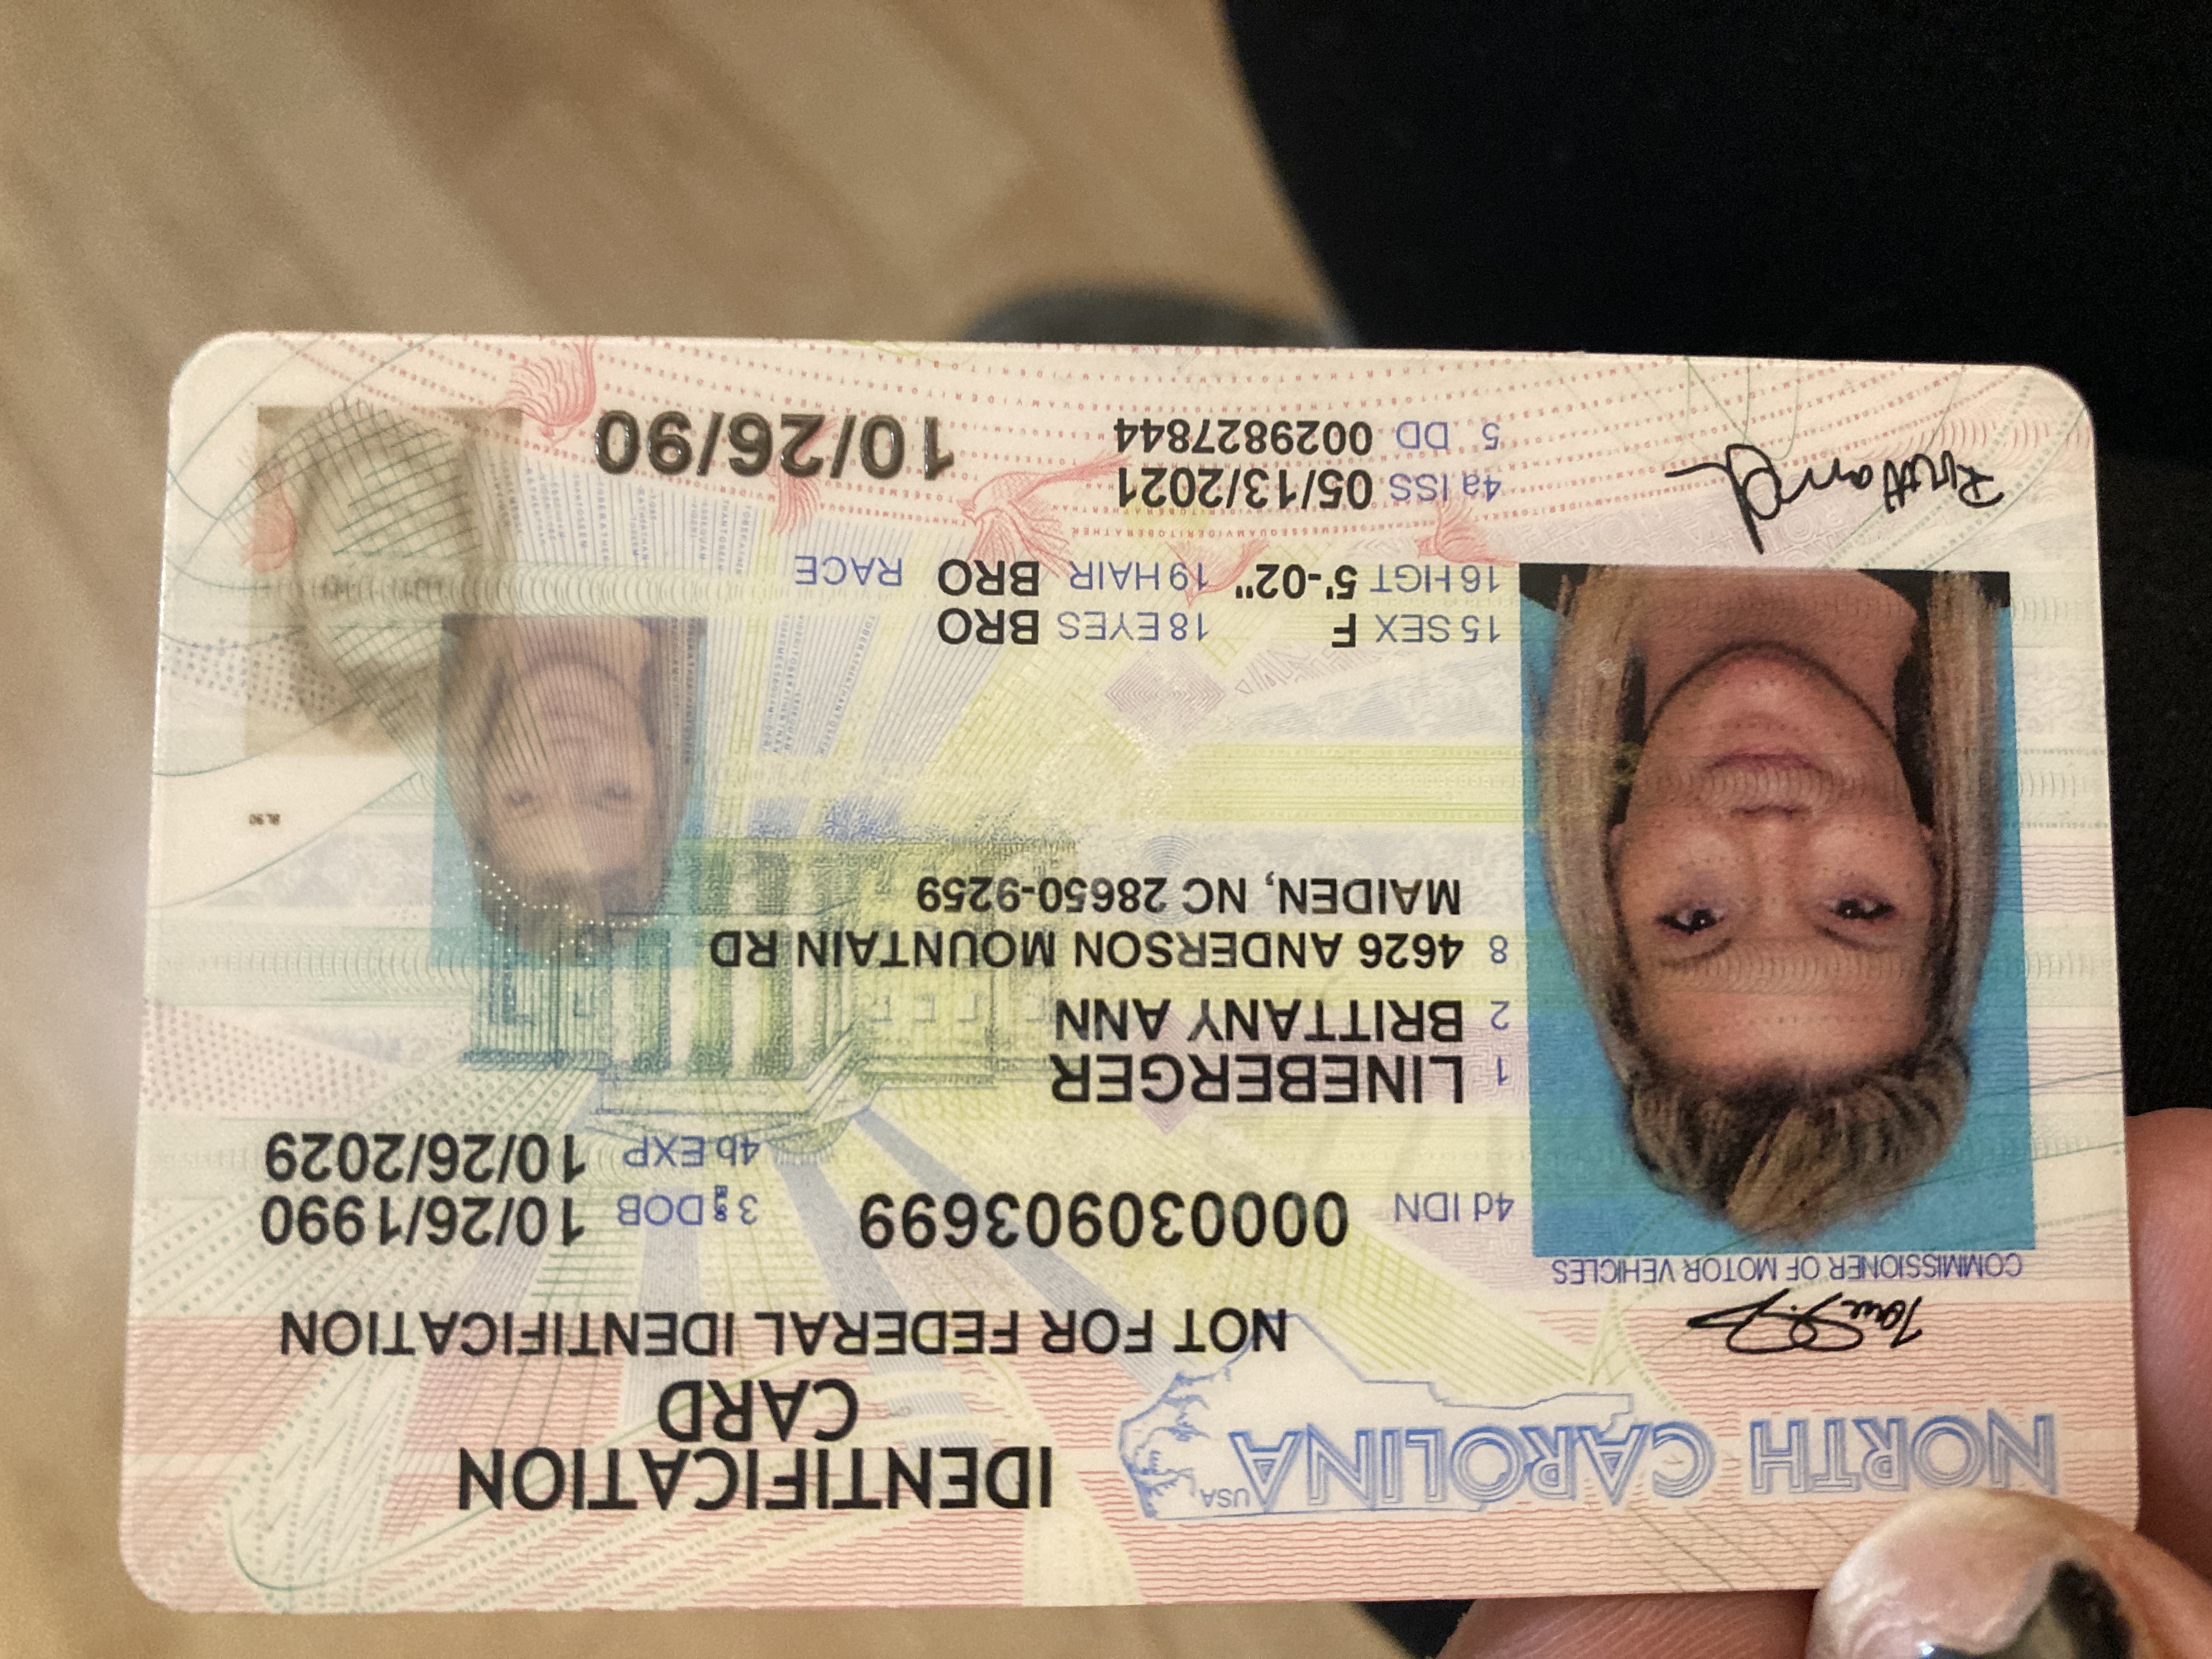 NORTH CAROLINA
USA
IDENTIFICATION
CARD
NOT FOR FEDERAL IDENTIFICATION
COMMISSIONER OF MOTOR VEHICLES
4d IDN 000030903699
3 DOB 10/26/1990
4b EXP 10/26/2029
1 LINEBERGER
2 BRITTANY ANN
8 4626 ANDERSON MOUNTAIN RD
MAIDEN, NC 28650-9259
15 SEX F 18 EYES BRO
16 HGT 5'-02" 19 HAIR BRO RACE
4a ISS 05/13/2021
5 DD 0029827844
10/26/90